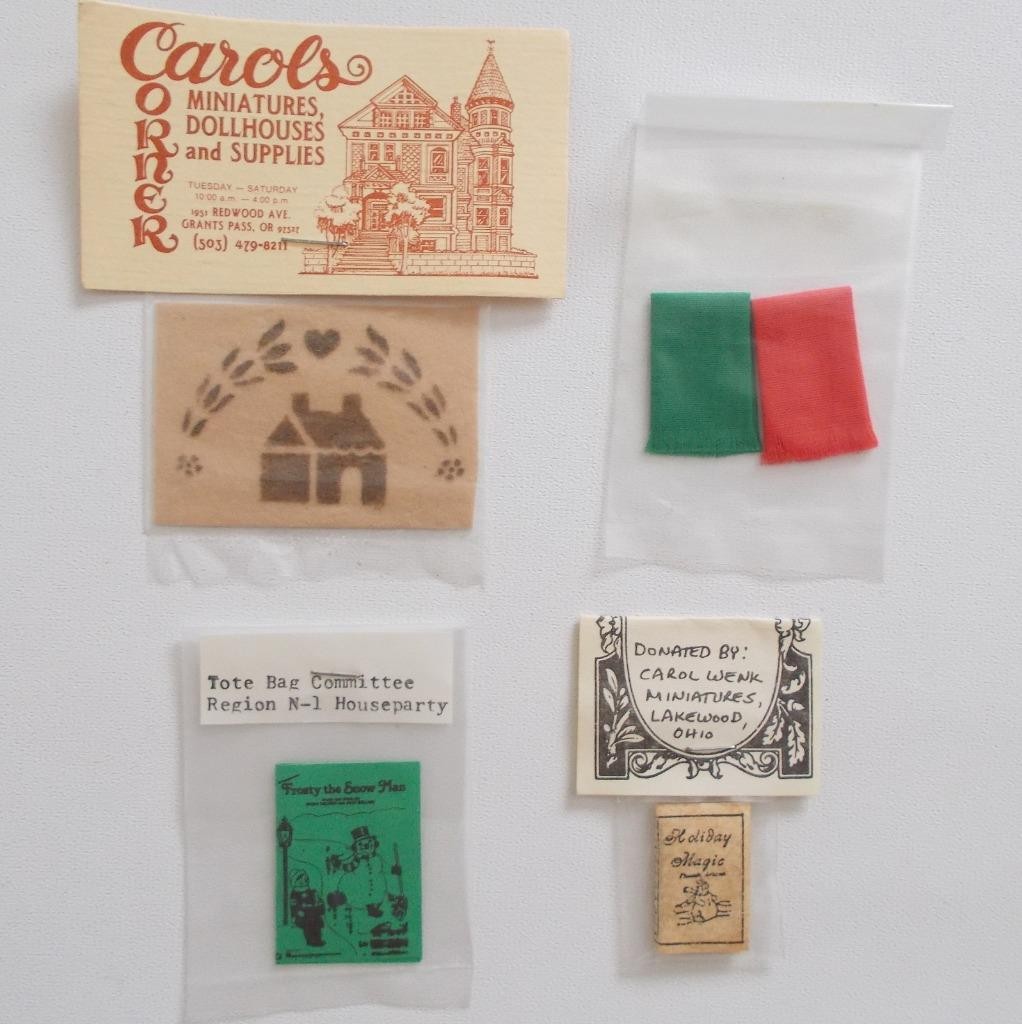 Carols
CORNER
MINIATURES,
DOLLHOUSES
and SUPPLIES
TUESDAY — SATURDAY
10:00 a.m. — 4:00 p.m.
1951 REDWOOD AVE.
GRANTS PASS, OR 97527
(503) 479-8211
Tote Bag Committee
Region N-1 Houseparty
Frosty the Snow Man
DONATED BY:
CAROL WENK
MINIATURES,
LAKEWOOD,
OHIO
Holiday
Magic